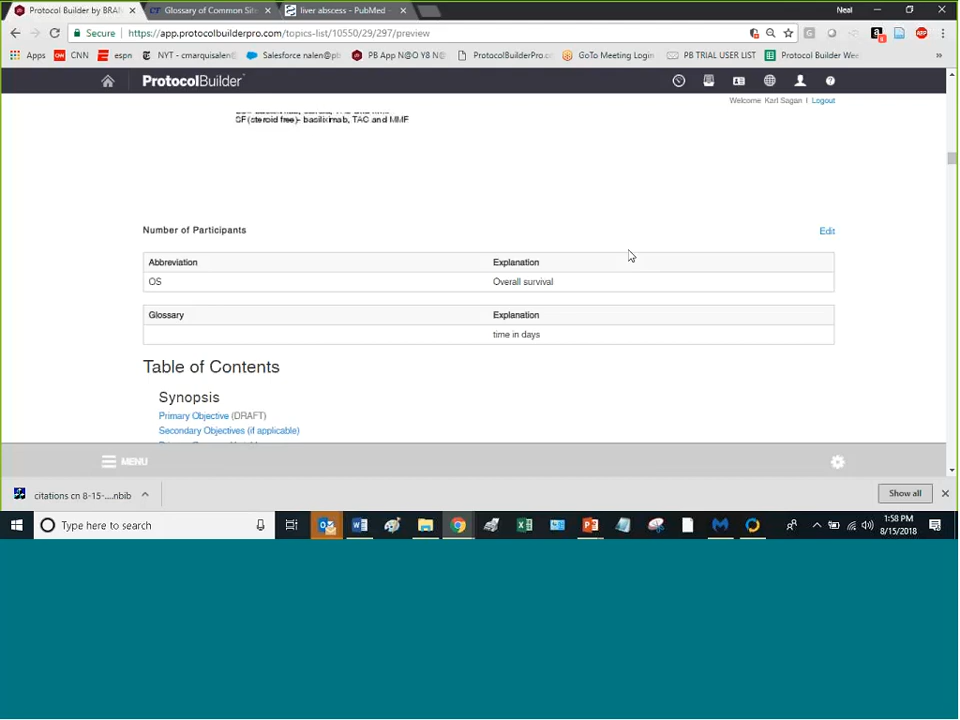 Protocol Builder by BRAN
Glossary of Common Site
liver abscess - PubMed -
Neal
Secure https://app.protocolbuilderpro.com/topics-list/10550/29/297/preview
Apps CNN espn NYT - cmarquisalen@ Salesforce nalen@pb PB App N@O Y8 N@ ProtocolBuilderPro.c GoTo Meeting Login PB TRIAL USER LIST Protocol Builder Wee »
ProtocolBuilder
Welcome Karl Sagan | Logout
SF(steroid free)- basiliximab, TAC and MMF
Number of Participants Edit
Abbreviation Explanation
OS Overall survival
Glossary Explanation
time in days
Table of Contents
Synopsis
Primary Objective (DRAFT)
Secondary Objectives (if applicable)
MENU
citations cn 8-15-....nbib
Show all
Type here to search
1:58 PM
8/15/2018